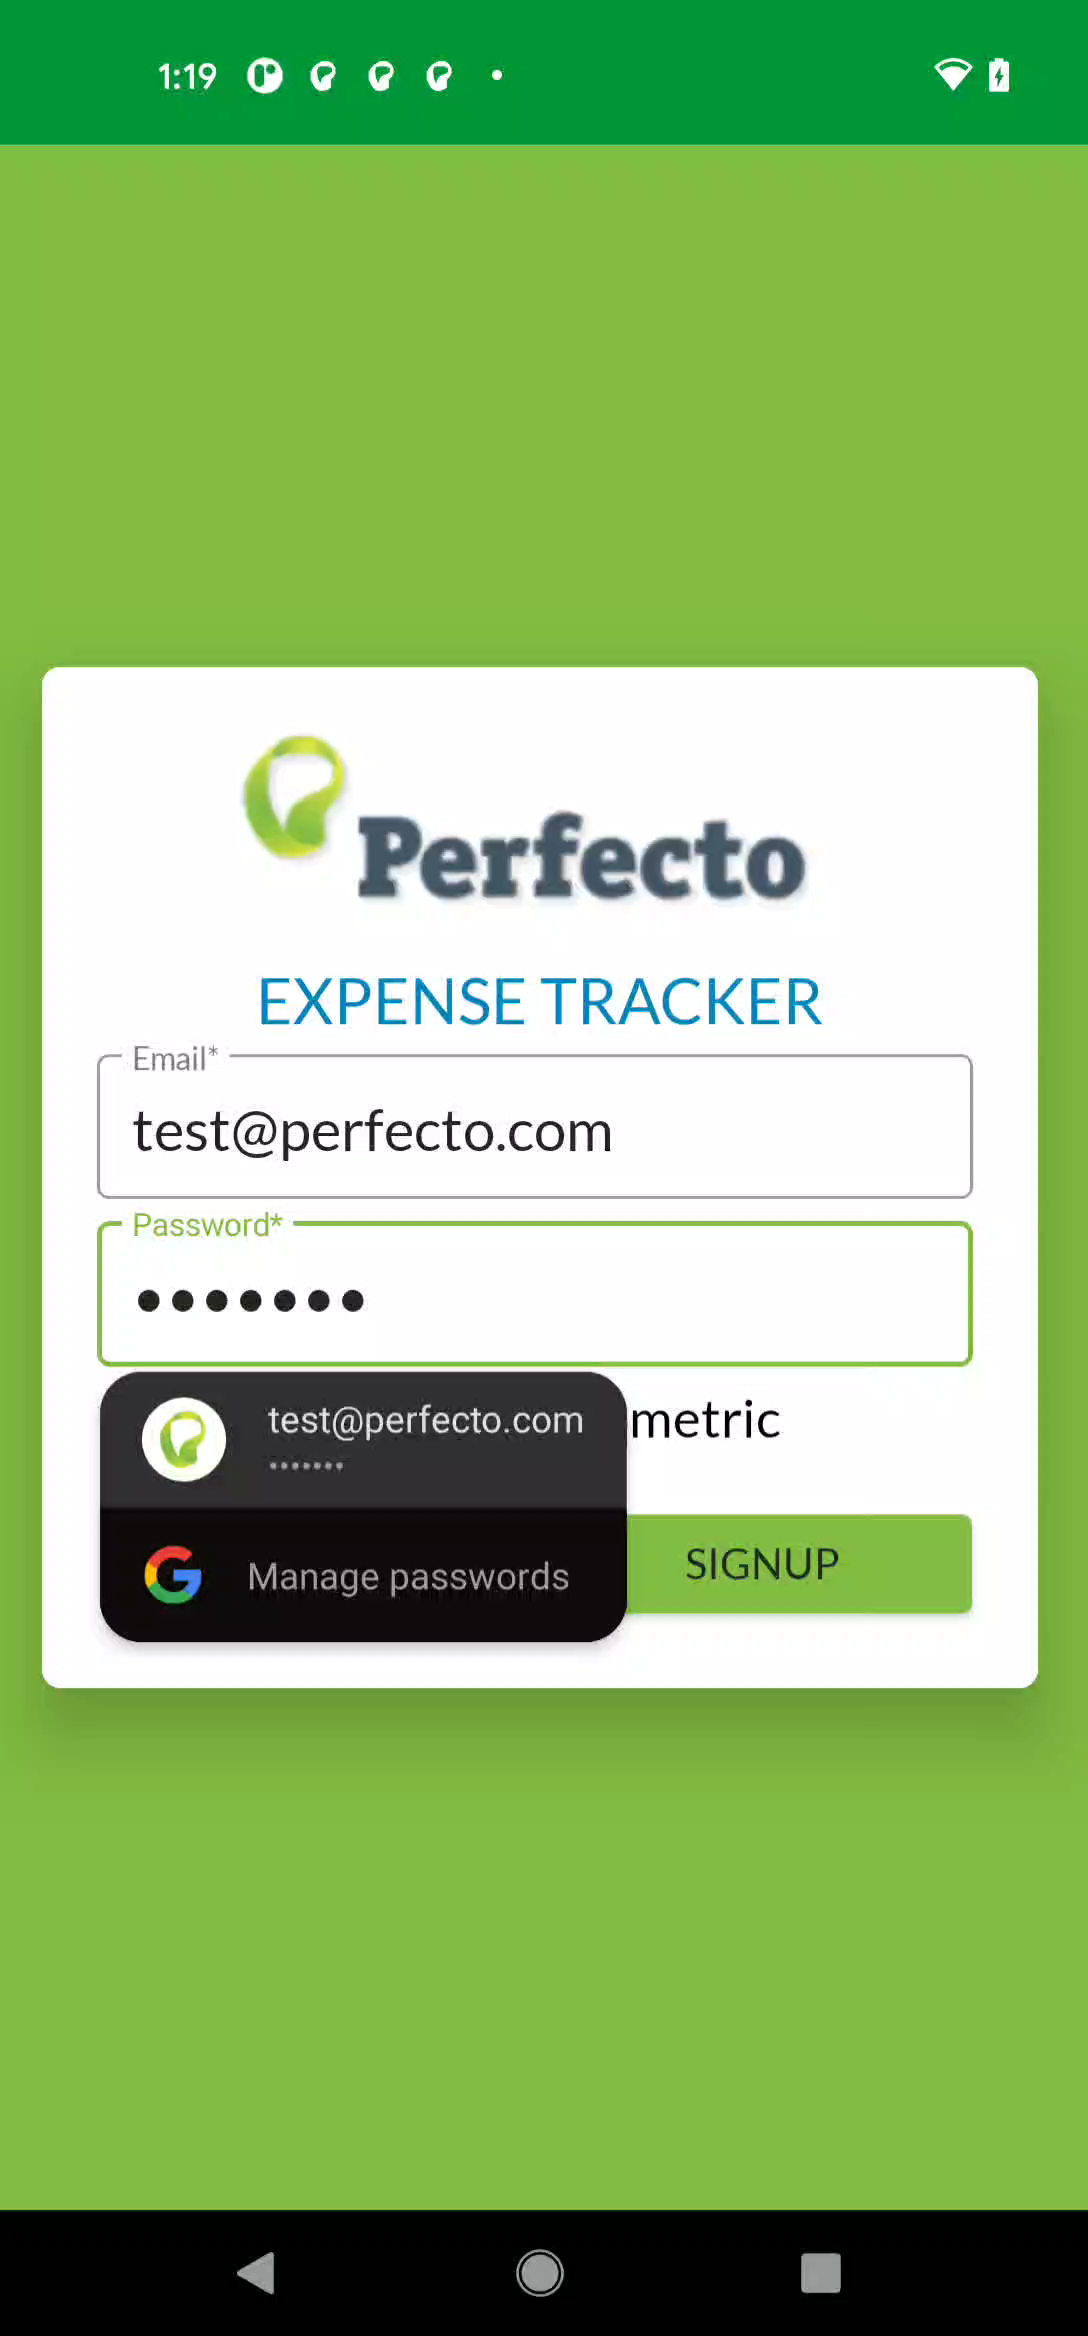 1:19
Perfecto
EXPENSE TRACKER
Email*
test@perfecto.com
Password*
•••••••
test@perfecto.com
•••••••
metric
Manage passwords
SIGNUP